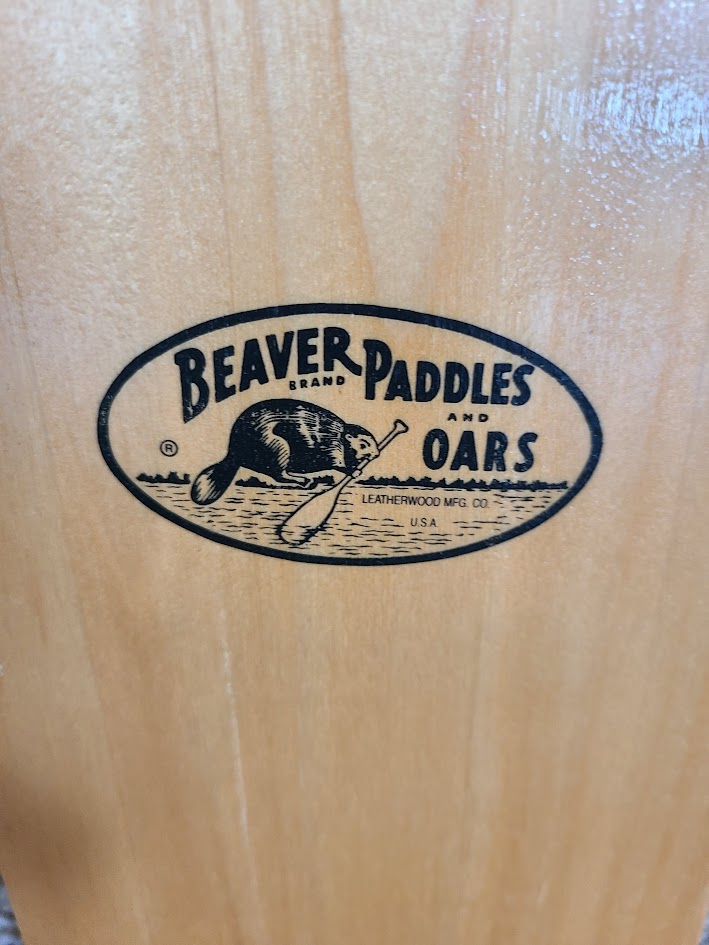 BEAVER PADDLES
BRAND
AND
OARS
®
LEATHERWOOD MFG. CO.
U.S.A.